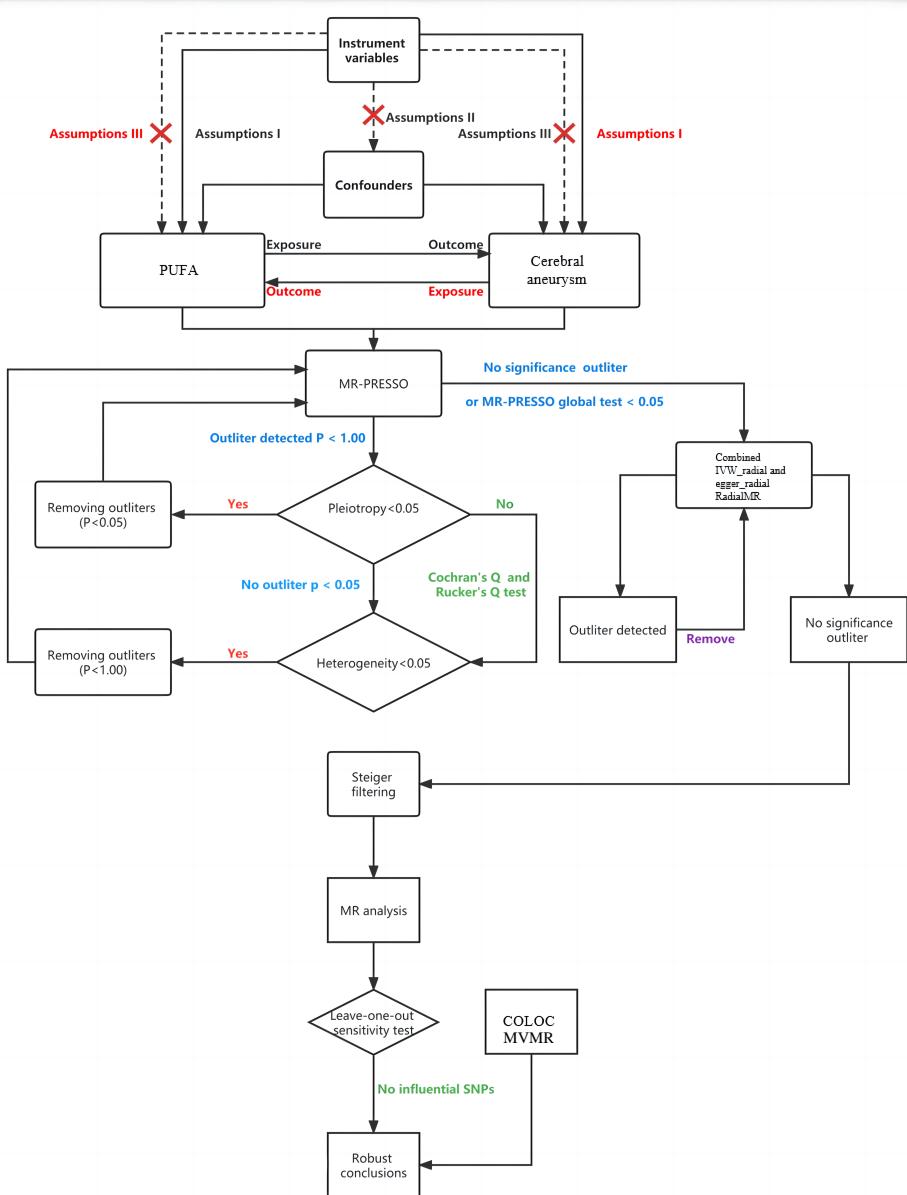 Instrument
variables
Assumptions III
Assumptions I
Assumptions II
Assumptions III
Assumptions I
Confounders
PUFA
Exposure
Outcome
Outcome
Exposure
Cerebral
aneurysm
MR-PRESSO
No significance outliter
or MR-PRESSO global test < 0.05
Outliter detected P < 1.00
Combined
IVW_radial and
egger_radial
RadialMR
Removing outliters
(P<0.05)
Yes
Pleiotropy<0.05
No
No outliter p < 0.05
Cochran's Q and
Rucker's Q test
Outliter detected
Remove
No significance
outliter
Removing outliters
(P<1.00)
Yes
Heterogeneity<0.05
Steiger
filtering
MR analysis
Leave-one-out
sensitivity test
COLOC
MVMR
No influential SNPs
Robust
conclusions